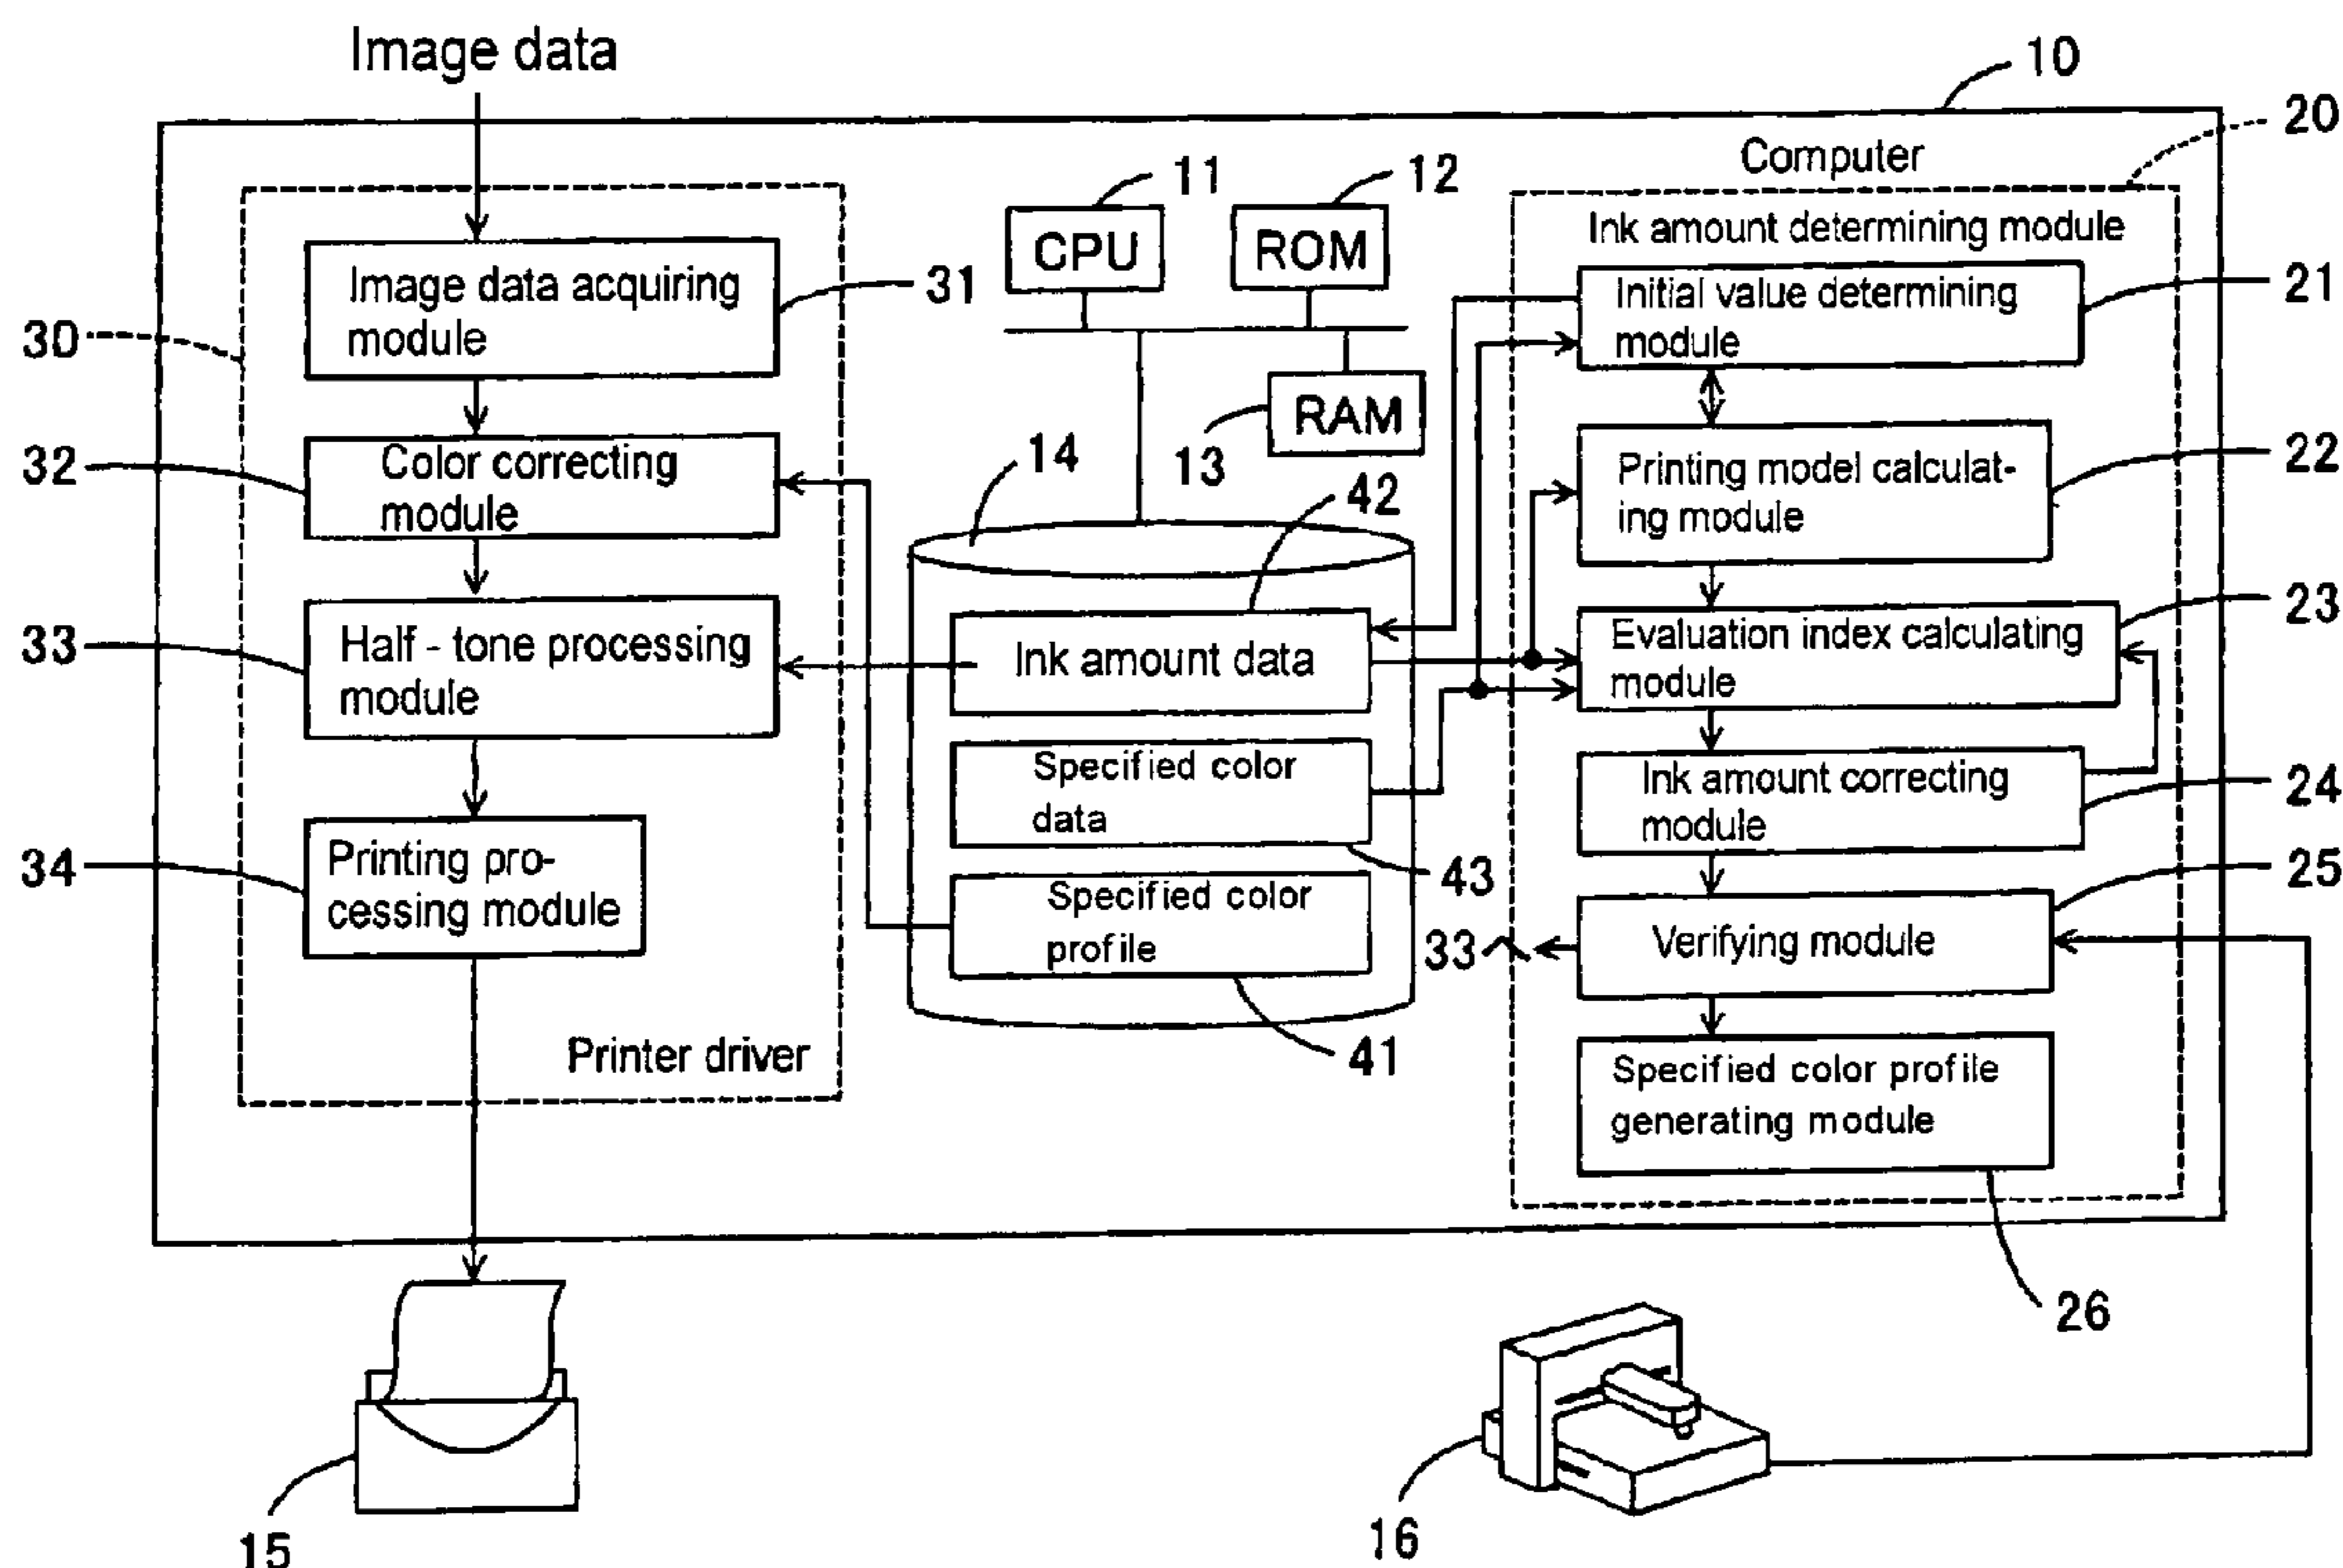 Image data
10
20
Computer
11
12
CPU
ROM
Ink amount determining module
Image data acquiring
module
31
Initial value determining
module
21
30
RAM
13
Color correcting
module
32
14
42
Printing model calculat-
ing module
22
Half - tone processing
module
33
Ink amount data
Evaluation index calculating
module
23
Specified color
data
43
Ink amount correcting
module
24
Printing pro-
cessing module
34
Specified color
profile
41
33
Verifying module
25
Printer driver
Specified color profile
generating module
26
15
16